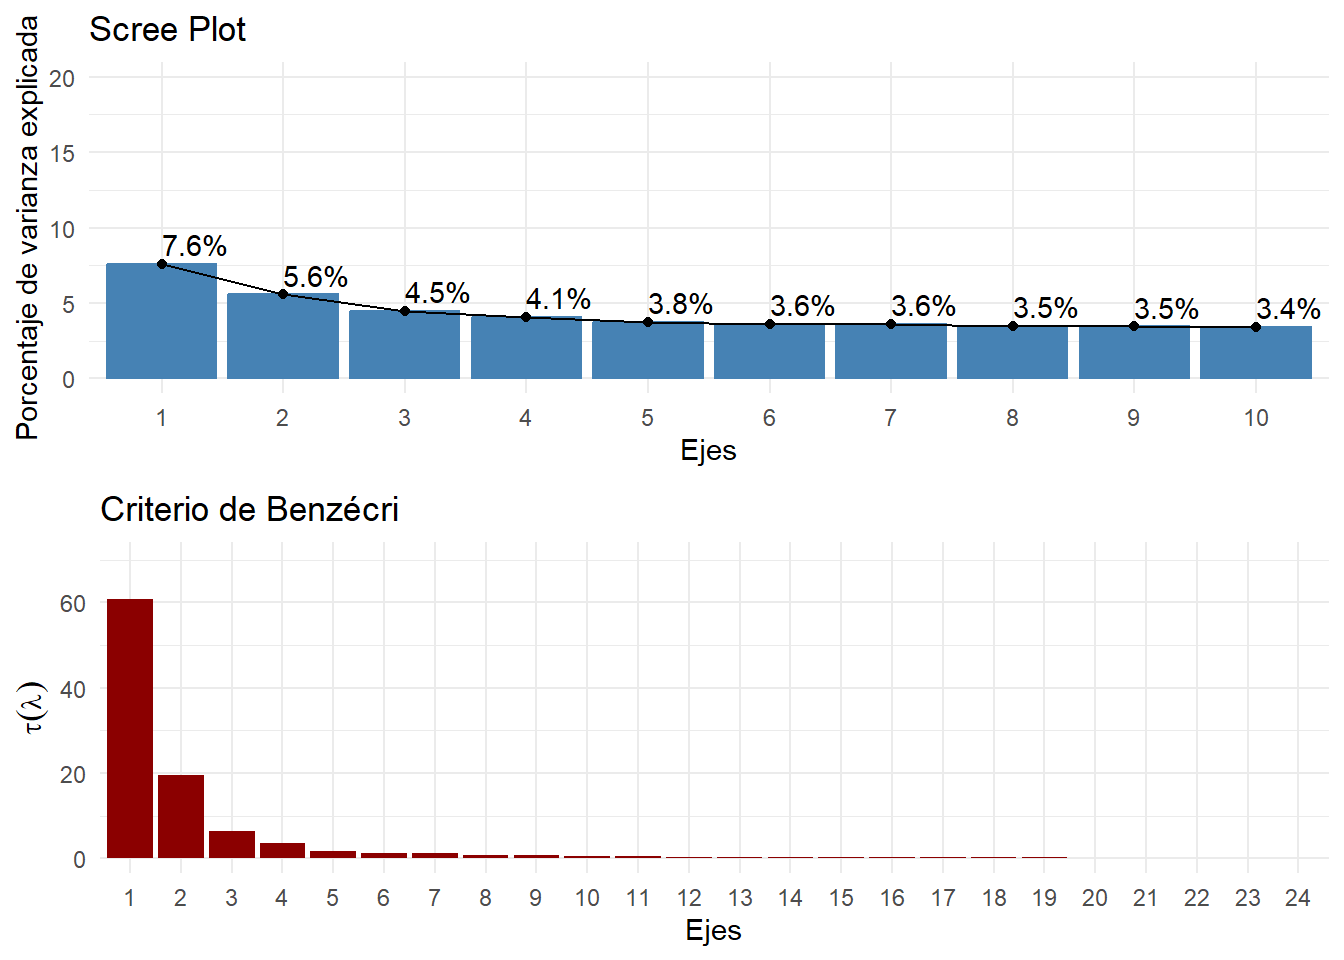 Scree Plot
Porcentaje de varianza explicada
20
15
10
5
0
7.6%
5.6%
4.5%
4.1%
3.8%
3.6%
3.6%
3.5%
3.5%
3.4%
1 2 3 4 5 6 7 8 9 10
Ejes
Criterio de Benzécri
τ(λ)
60
40
20
0
1 2 3 4 5 6 7 8 9 10 11 12 13 14 15 16 17 18 19 20 21 22 23 24
Ejes